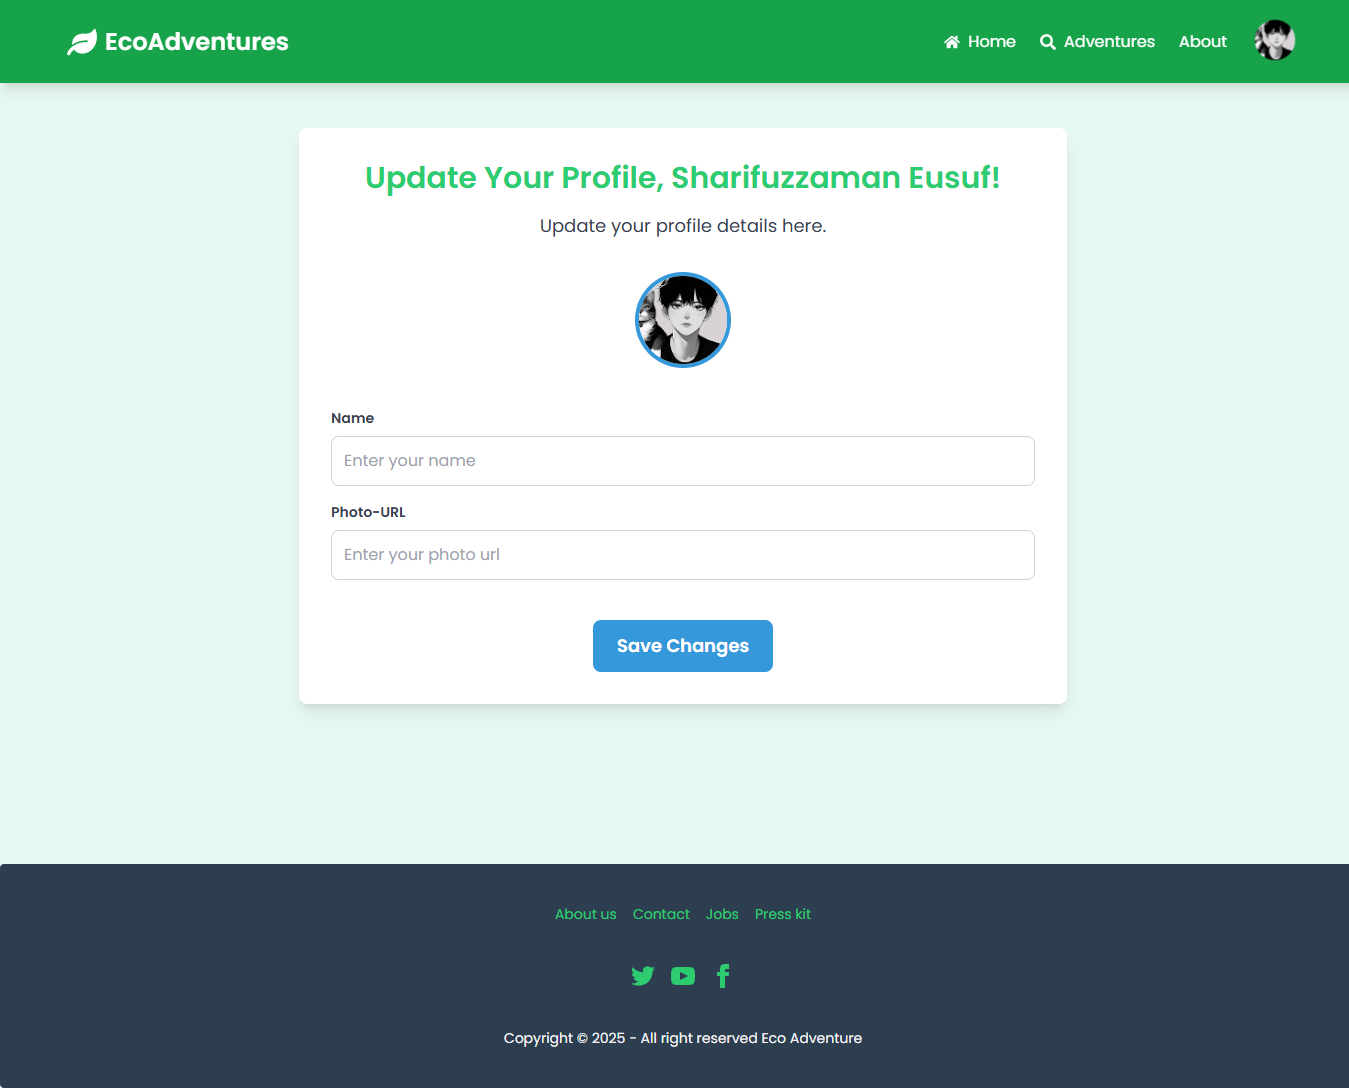 EcoAdventures
Home Adventures About
Update Your Profile, Sharifuzzaman Eusuf!
Update your profile details here.
Name
Enter your name
Photo-URL
Enter your photo url
Save Changes
About us Contact Jobs Press kit
Copyright © 2025 - All right reserved Eco Adventure